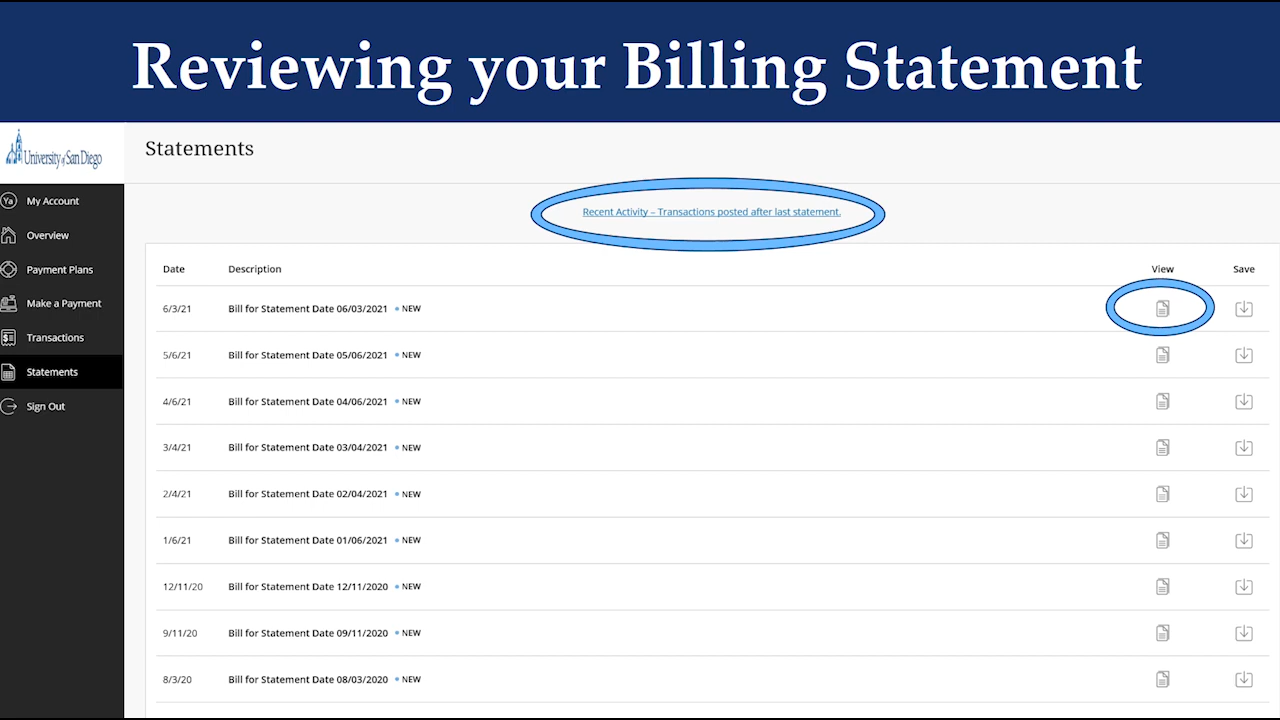 Reviewing your Billing Statement
University of San Diego
Statements
Ya My Account
Overview
Payment Plans
Make a Payment
Transactions
Statements
Sign Out
Recent Activity – Transactions posted after last statement.
Date Description View Save
6/3/21 Bill for Statement Date 06/03/2021 • NEW
5/6/21 Bill for Statement Date 05/06/2021 • NEW
4/6/21 Bill for Statement Date 04/06/2021 • NEW
3/4/21 Bill for Statement Date 03/04/2021 • NEW
2/4/21 Bill for Statement Date 02/04/2021 • NEW
1/6/21 Bill for Statement Date 01/06/2021 • NEW
12/11/20 Bill for Statement Date 12/11/2020 • NEW
9/11/20 Bill for Statement Date 09/11/2020 • NEW
8/3/20 Bill for Statement Date 08/03/2020 • NEW